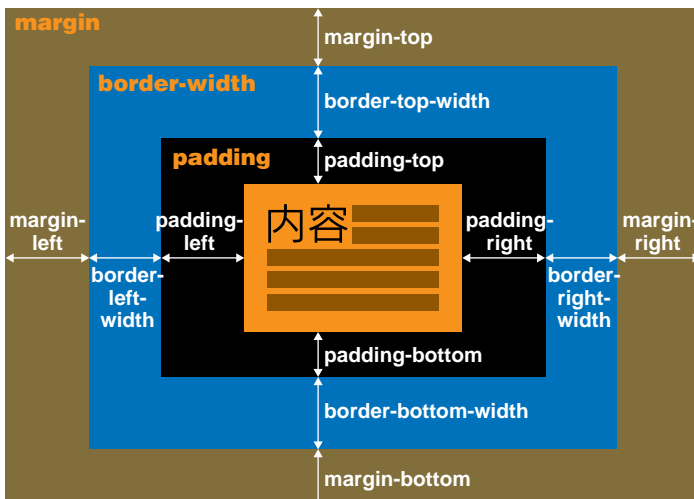 margin
margin-top
border-width
border-top-width
padding
padding-top
内容
margin-
left
padding-
left
padding-
right
margin-
right
border-
left-
width
border-
right-
width
padding-bottom
border-bottom-width
margin-bottom